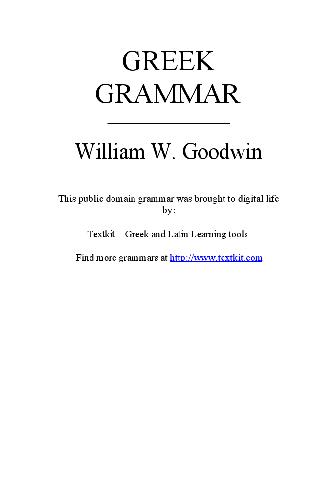 GREEK
GRAMMAR
William W. Goodwin
This public domain grammar was brought to digital life
by:
Textkit – Greek and Latin Learning tools
Find more grammars at http://www.textkit.com